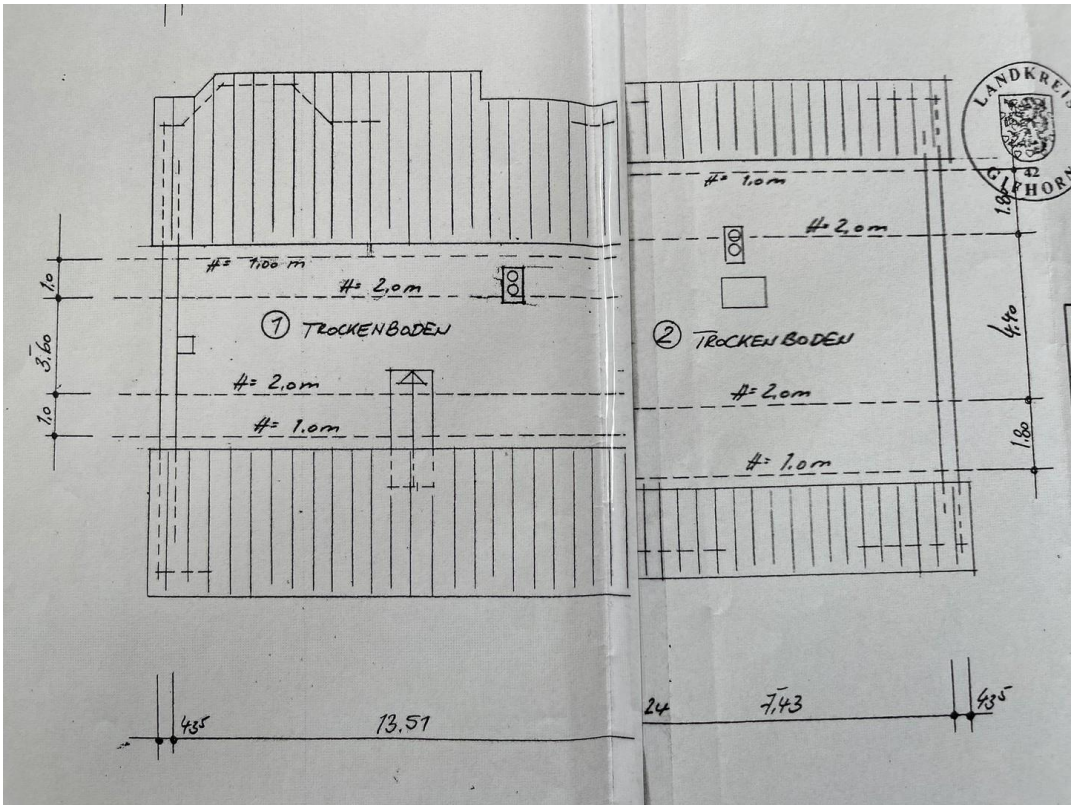 LANDKREIS
42
GIFHORN
H= 1.0m
1.80
H= 2,0m
H= 1,00 m
1,0
H= 2,0m
① TROCKENBODEN
3,60
② TROCKENBODEN
4,40
H= 2,0m
H= 2,0m
1,0
H= 1.0m
1.80
H= 1.0m
43⁵
13,51
24
7,43
43⁵